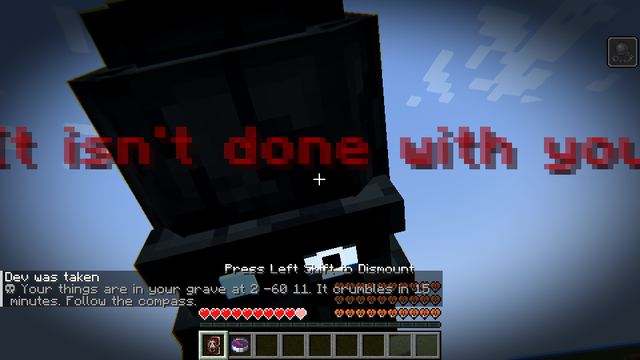 It isn't done with you
Press Left Shift to Dismount
Dev was taken
☠ Your things are in your grave at 2 -60 11. It crumbles in 15
minutes. Follow the compass.